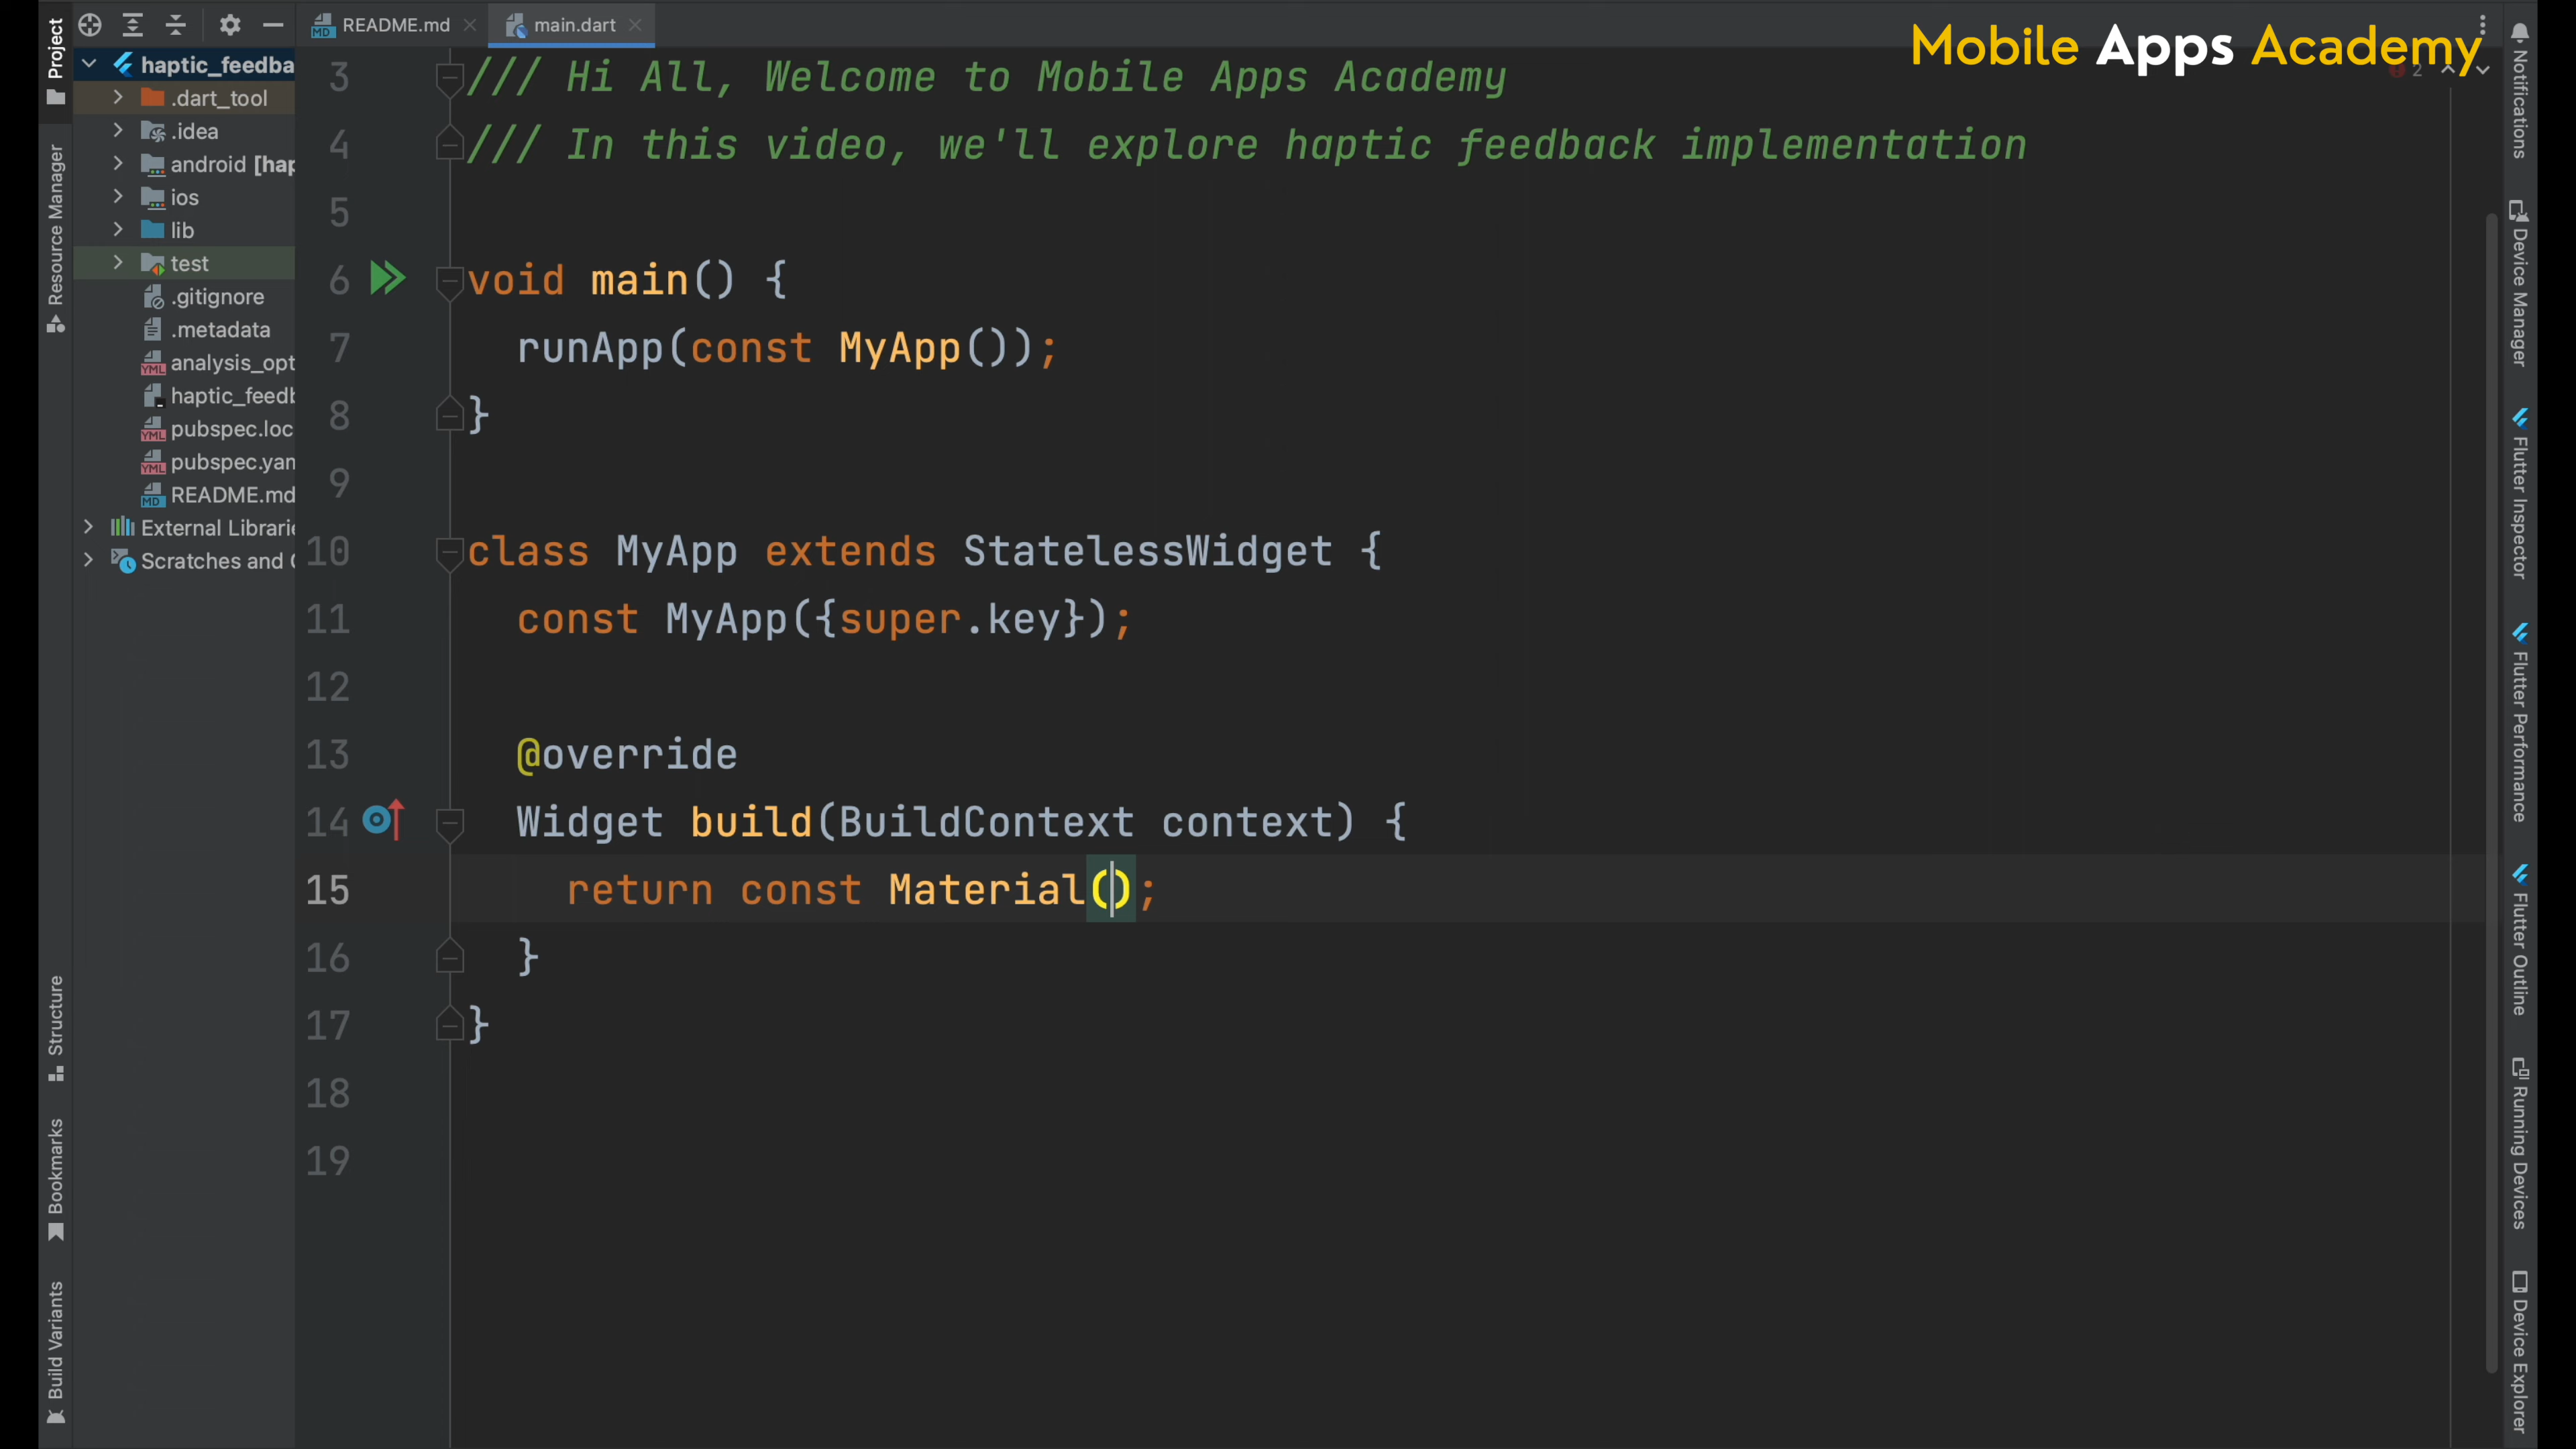 Project
Resource Manager
Structure
Bookmarks
Build Variants
haptic_feedba
.dart_tool
.idea
android [hap
ios
lib
test
.gitignore
.metadata
analysis_opt
haptic_feedb
pubspec.loc
pubspec.yam
README.md
External Librarie
Scratches and C
README.md
main.dart
Mobile Apps Academy
2
3 /// Hi All, Welcome to Mobile Apps Academy
4 /// In this video, we'll explore haptic feedback implementation
5
6 void main() {
7 runApp(const MyApp());
8 }
9
10 class MyApp extends StatelessWidget {
11 const MyApp({super.key});
12
13 @override
14 Widget build(BuildContext context) {
15 return const Material();
16 }
17 }
18
19
Notifications
Device Manager
Flutter Inspector
Flutter Performance
Flutter Outline
Running Devices
Device Explorer